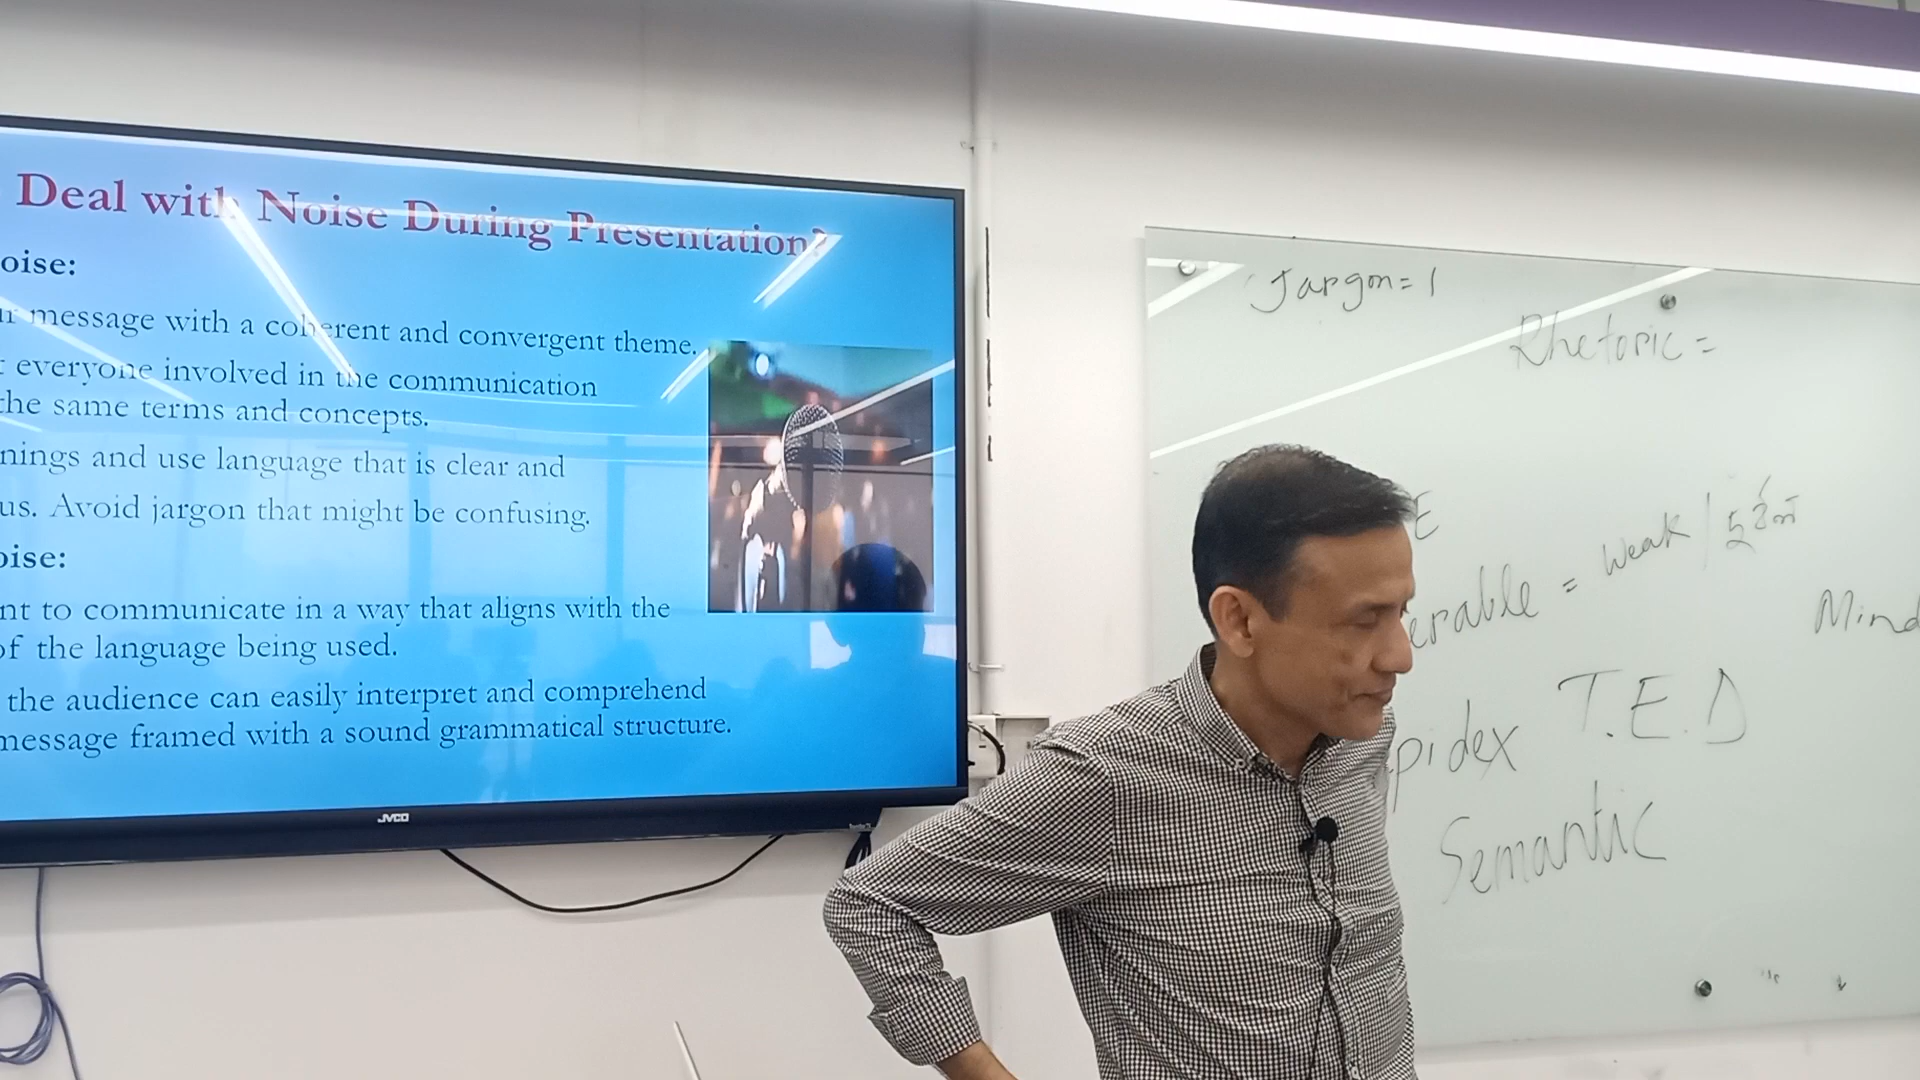 Deal with Noise During Presentation?
oise:
message with a coherent and convergent theme.
everyone involved in the communication
the same terms and concepts.
nings and use language that is clear and
us. Avoid jargon that might be confusing.
oise:
nt to communicate in a way that aligns with the
of the language being used.
the audience can easily interpret and comprehend
message framed with a sound grammatical structure.
JVCO
Jargon = 1
Rhetoric =
E
erable = weak /
Mind
pidex T.E.D
Semantic